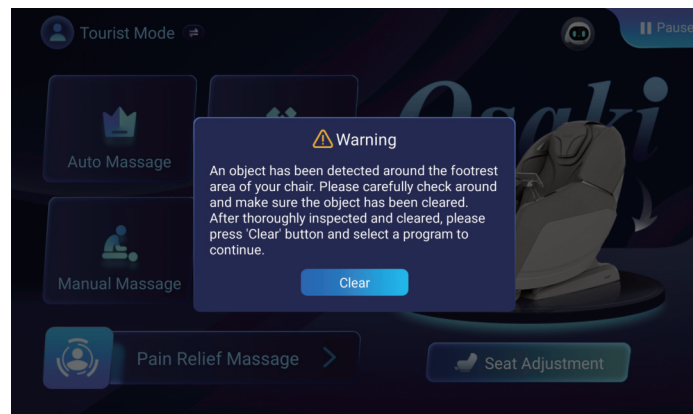 Tourist Mode
Pause
Osaki
Auto Massage
Warning
An object has been detected around the footrest
area of your chair. Please carefully check around
and make sure the object has been cleared.
After thoroughly inspected and cleared, please
press 'Clear' button and select a program to
continue.
Clear
Manual Massage
Pain Relief Massage
Seat Adjustment